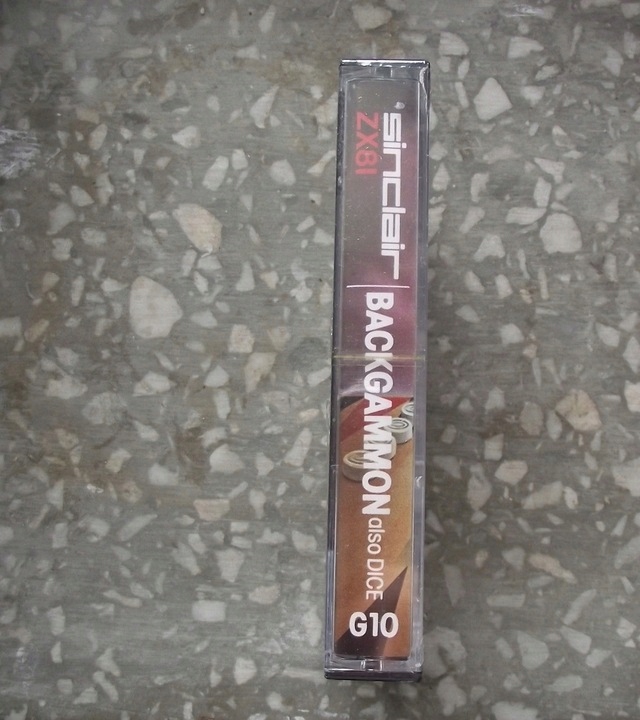 sinclair
ZX81
BACKGAMMON also DICE
G10